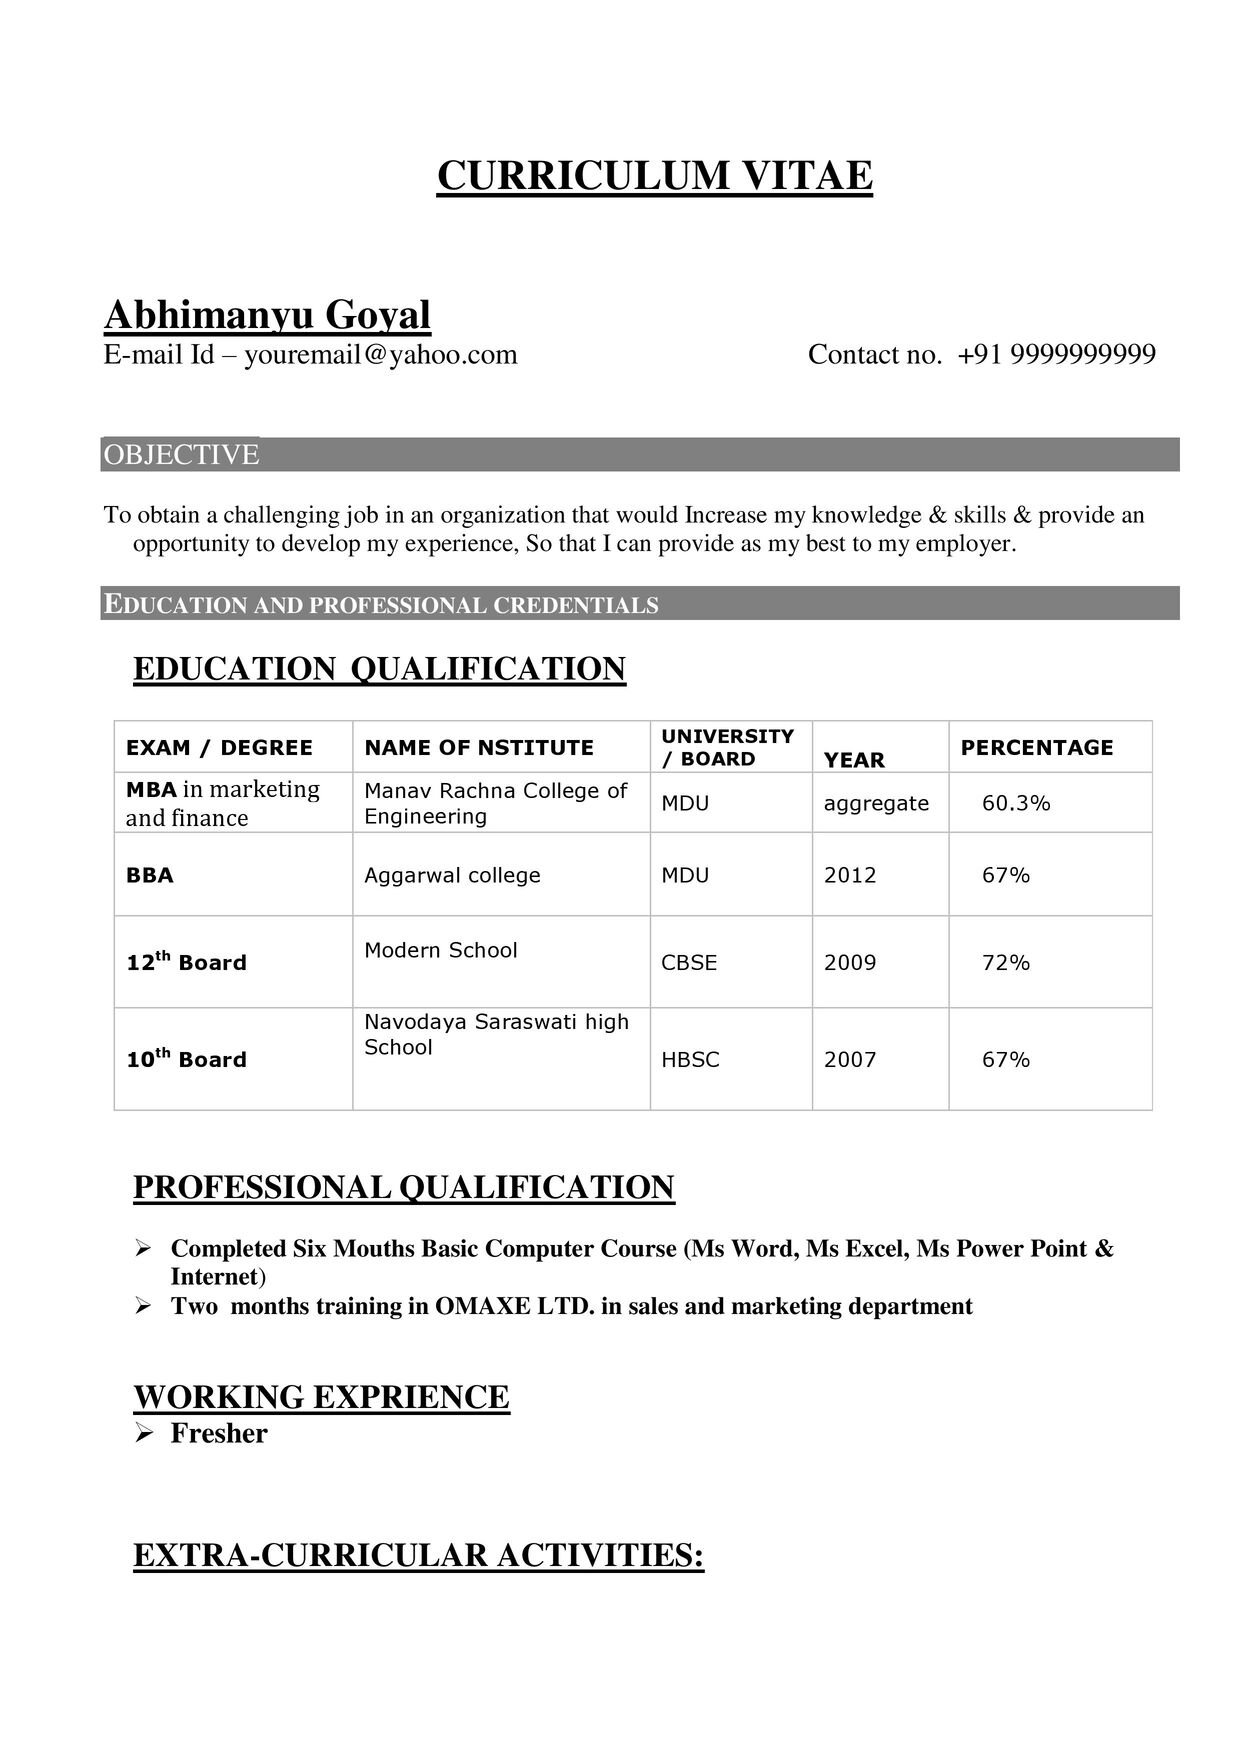 CURRICULUM VITAE
Abhimanyu Goyal
E-mail Id – youremail@yahoo.com Contact no. +91 9999999999
OBJECTIVE
To obtain a challenging job in an organization that would Increase my knowledge & skills & provide an
opportunity to develop my experience, So that I can provide as my best to my employer.
EDUCATION AND PROFESSIONAL CREDENTIALS
EDUCATION QUALIFICATION
EXAM / DEGREE
NAME OF NSTITUTE
UNIVERSITY
/ BOARD
YEAR
PERCENTAGE
MBA in marketing
and finance
Manav Rachna College of
Engineering
MDU
aggregate
60.3%
BBA
Aggarwal college
MDU
2012
67%
12th Board
Modern School
CBSE
2009
72%
10th Board
Navodaya Saraswati high
School
HBSC
2007
67%
PROFESSIONAL QUALIFICATION
➢ Completed Six Mouths Basic Computer Course (Ms Word, Ms Excel, Ms Power Point &
Internet)
➢ Two months training in OMAXE LTD. in sales and marketing department
WORKING EXPRIENCE
➢ Fresher
EXTRA-CURRICULAR ACTIVITIES: